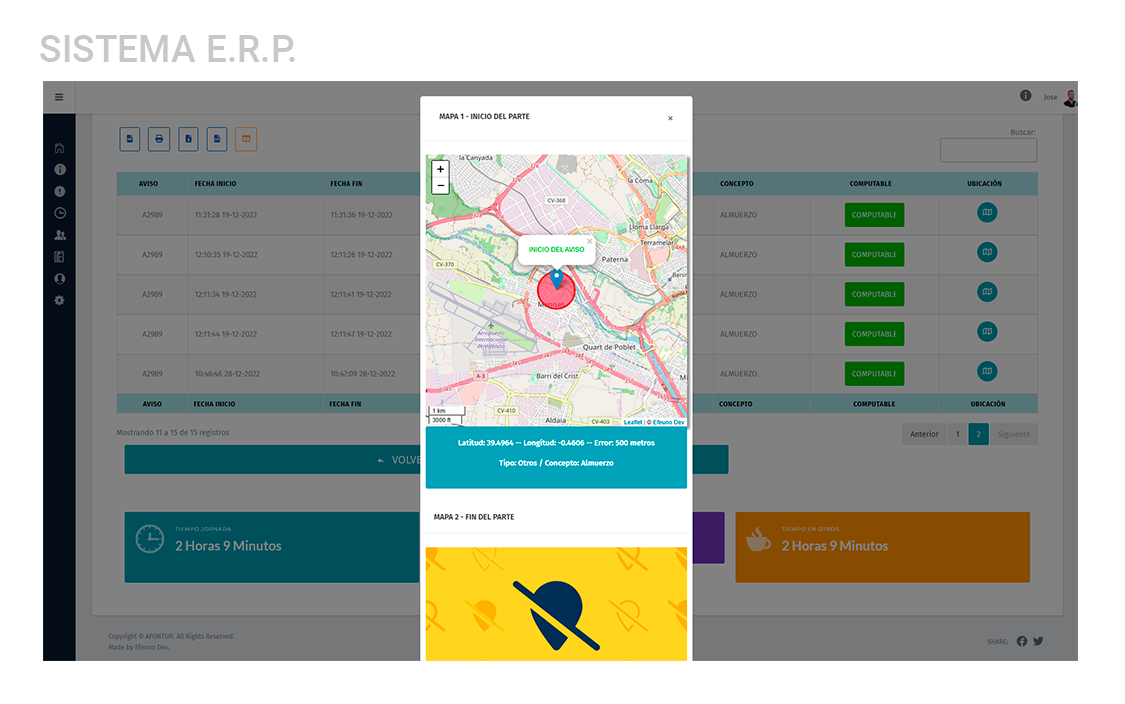 SISTEMA E.R.P.
Jose
MAPA 1 - INICIO DEL PARTE
×
Buscar:
AVISO FECHA INICIO FECHA FIN CONCEPTO COMPUTABLE UBICACIÓN
A2989 11:31:28 19-12-2022 11:31:36 19-12-2022 ALMUERZO COMPUTABLE
A2989 12:10:35 19-12-2022 12:11:26 19-12-2022 ALMUERZO COMPUTABLE
A2989 12:11:34 19-12-2022 12:11:41 19-12-2022 ALMUERZO COMPUTABLE
A2989 12:11:44 19-12-2022 12:11:47 19-12-2022 ALMUERZO COMPUTABLE
A2989 10:46:46 28-12-2022 10:47:09 28-12-2022 ALMUERZO COMPUTABLE
AVISO FECHA INICIO FECHA FIN CONCEPTO COMPUTABLE UBICACIÓN
+
−
la Canyada
la Coma
CV-368
Lloma Llarga
Terramelar
INICIO DEL AVISO ×
Paterna
CV-370
Manises
Aeropuerto
Internacional
de València
Quart de Poblet
A-3
Barri del Crist
1 km
3000 ft
CV-410
Aldaia
CV-403
Leaflet | © Efeuno Dev
Latitud: 39.4964 -- Longitud: -0.4606 -- Error: 500 metros
Tipo: Otros / Concepto: Almuerzo
Mostrando 11 a 15 de 15 registros
Anterior 1 2 Siguiente
VOLVE
MAPA 2 - FIN DEL PARTE
TIEMPO JORNADA
2 Horas 9 Minutos
TIEMPO EN OTROS
2 Horas 9 Minutos
Copyright © AFONTUR. All Rights Reserved.
Made by Efeuno Dev.
SHARE: